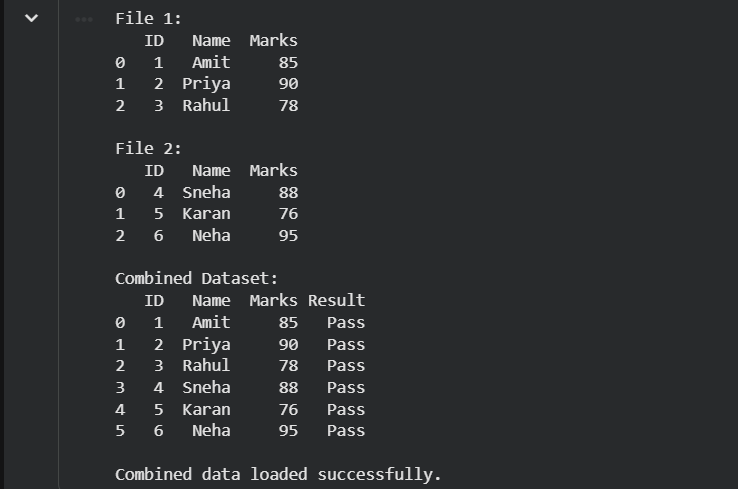 File 1:
   ID   Name  Marks
0   1   Amit     85
1   2  Priya     90
2   3  Rahul     78
File 2:
   ID   Name  Marks
0   4  Sneha     88
1   5  Karan     76
2   6   Neha     95
Combined Dataset:
   ID   Name  Marks Result
0   1   Amit     85   Pass
1   2  Priya     90   Pass
2   3  Rahul     78   Pass
3   4  Sneha     88   Pass
4   5  Karan     76   Pass
5   6   Neha     95   Pass
Combined data loaded successfully.